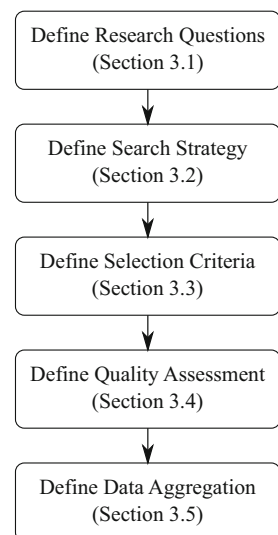 Define Research Questions
(Section 3.1)
Define Search Strategy
(Section 3.2)
Define Selection Criteria
(Section 3.3)
Define Quality Assessment
(Section 3.4)
Define Data Aggregation
(Section 3.5)